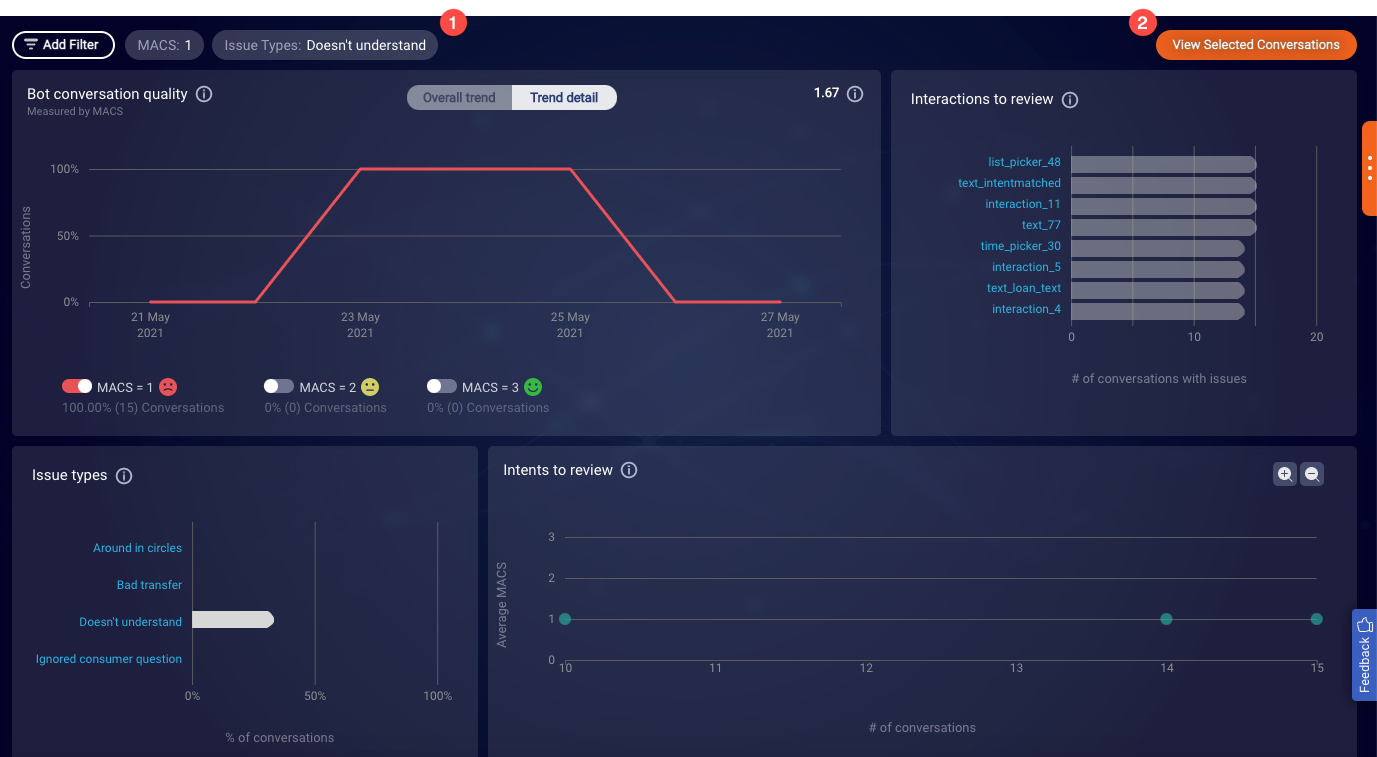 1
2
Add Filter
MACS: 1
Issue Types: Doesn't understand
View Selected Conversations
Bot conversation quality
Measured by MACS
Overall trend
Trend detail
1.67
100%
50%
0%
Conversations
21 May 2021
23 May 2021
25 May 2021
27 May 2021
MACS = 1
100.00% (15) Conversations
MACS = 2
0% (0) Conversations
MACS = 3
0% (0) Conversations
Interactions to review
list_picker_48
text_intentmatched
interaction_11
text_77
time_picker_30
interaction_5
text_loan_text
interaction_4
0
10
20
# of conversations with issues
Issue types
Around in circles
Bad transfer
Doesn't understand
Ignored consumer question
0%
50%
100%
% of conversations
Intents to review
Average MACS
3
2
1
0
10
11
12
13
14
15
# of conversations
Feedback